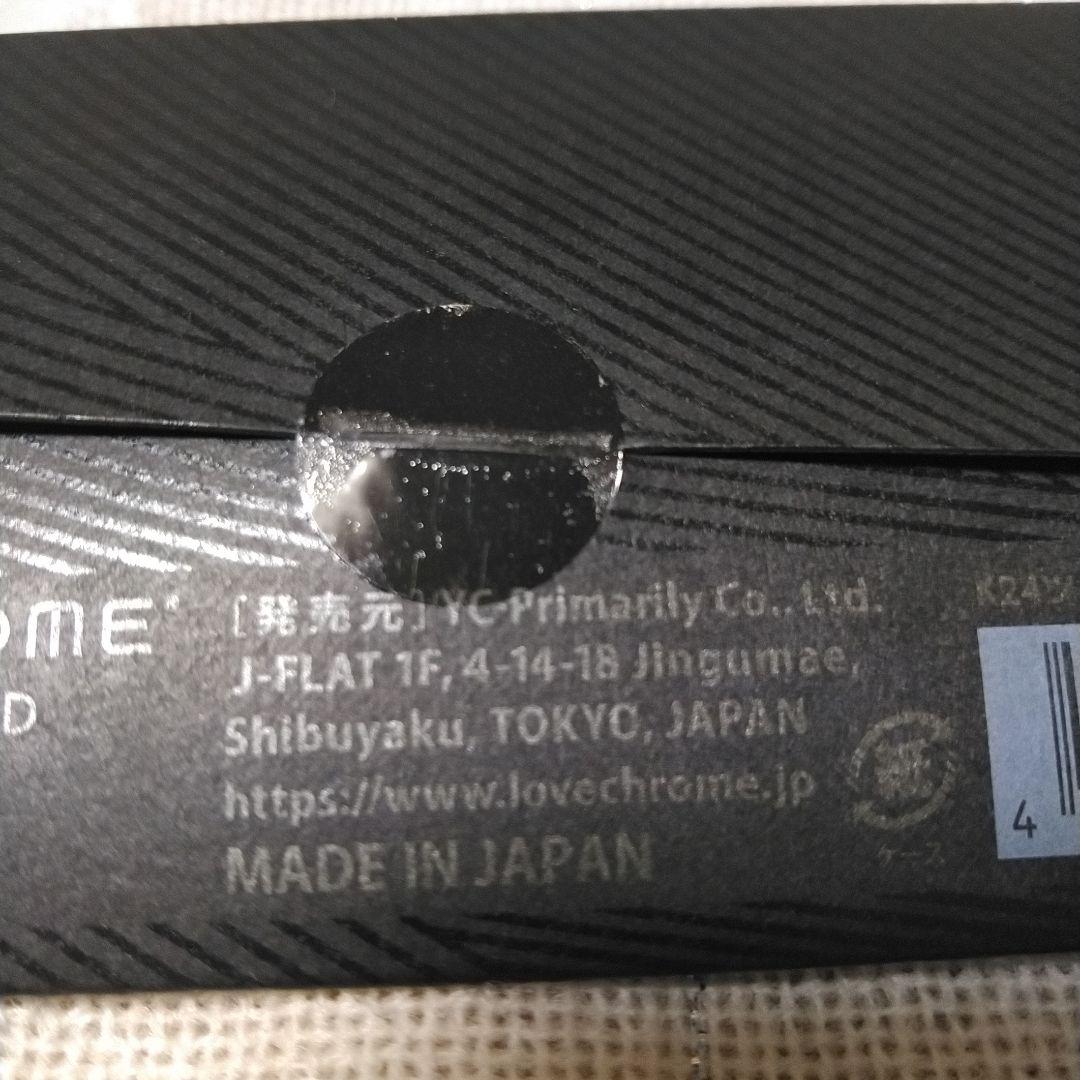 OME
D
[発売元] YC-Primarily Co., Ltd.
J-FLAT 1F, 4-14-18 Jingumae,
Shibuyaku, TOKYO, JAPAN
https://www.lovechrome.jp
MADE IN JAPAN
紙
ケース
K24W
4